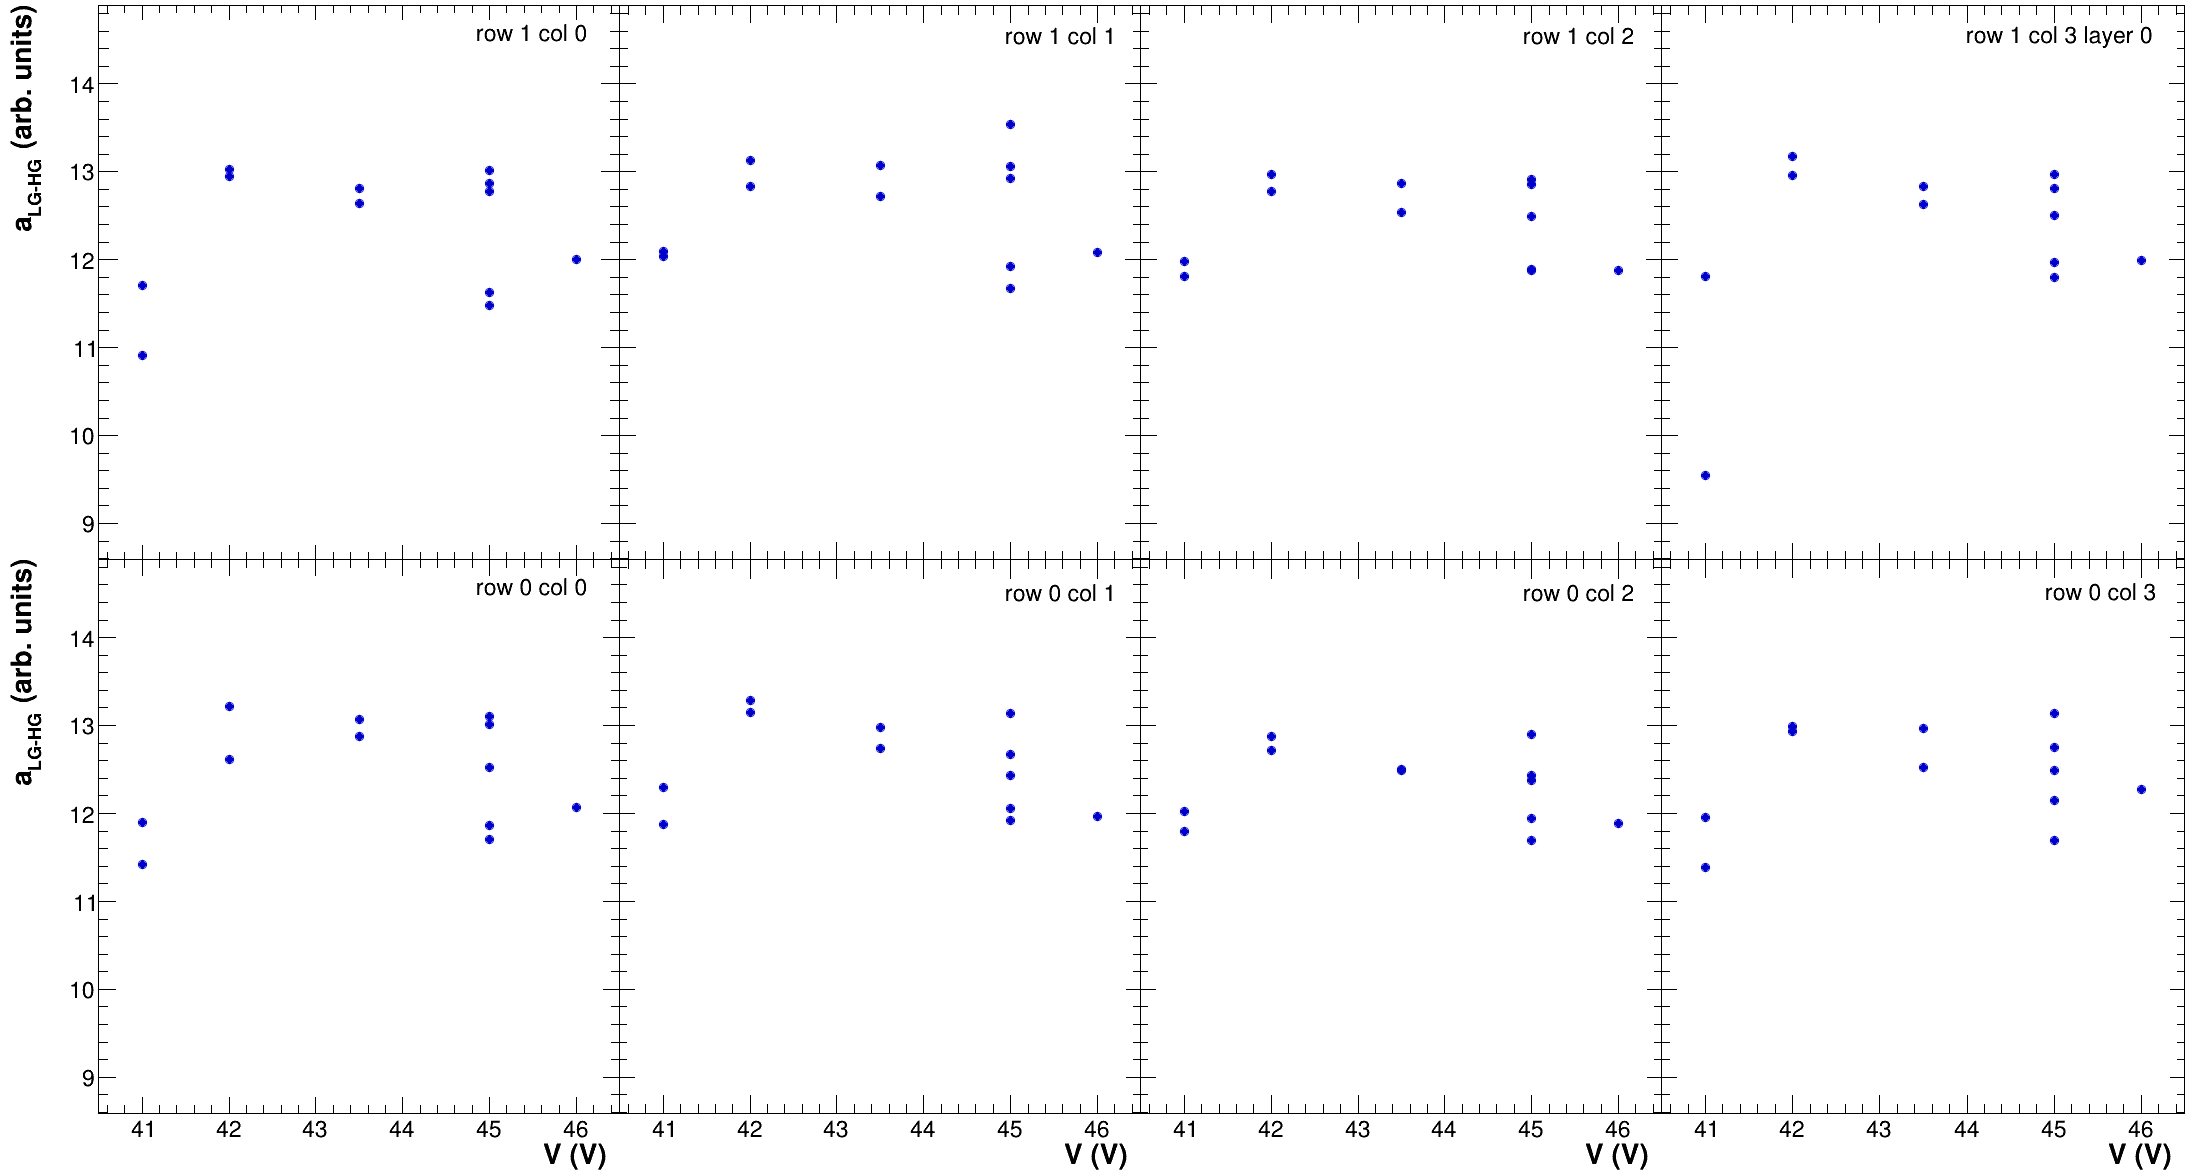 a_LG-HG (arb. units)
row 1 col 0
row 1 col 1
row 1 col 2
row 1 col 3 layer 0
14
13
12
11
10
9
a_LG-HG (arb. units)
row 0 col 0
row 0 col 1
row 0 col 2
row 0 col 3
14
13
12
11
10
9
41 42 43 44 45 46 41 42 43 44 45 46 41 42 43 44 45 46 41 42 43 44 45 46
V (V) V (V) V (V) V (V)